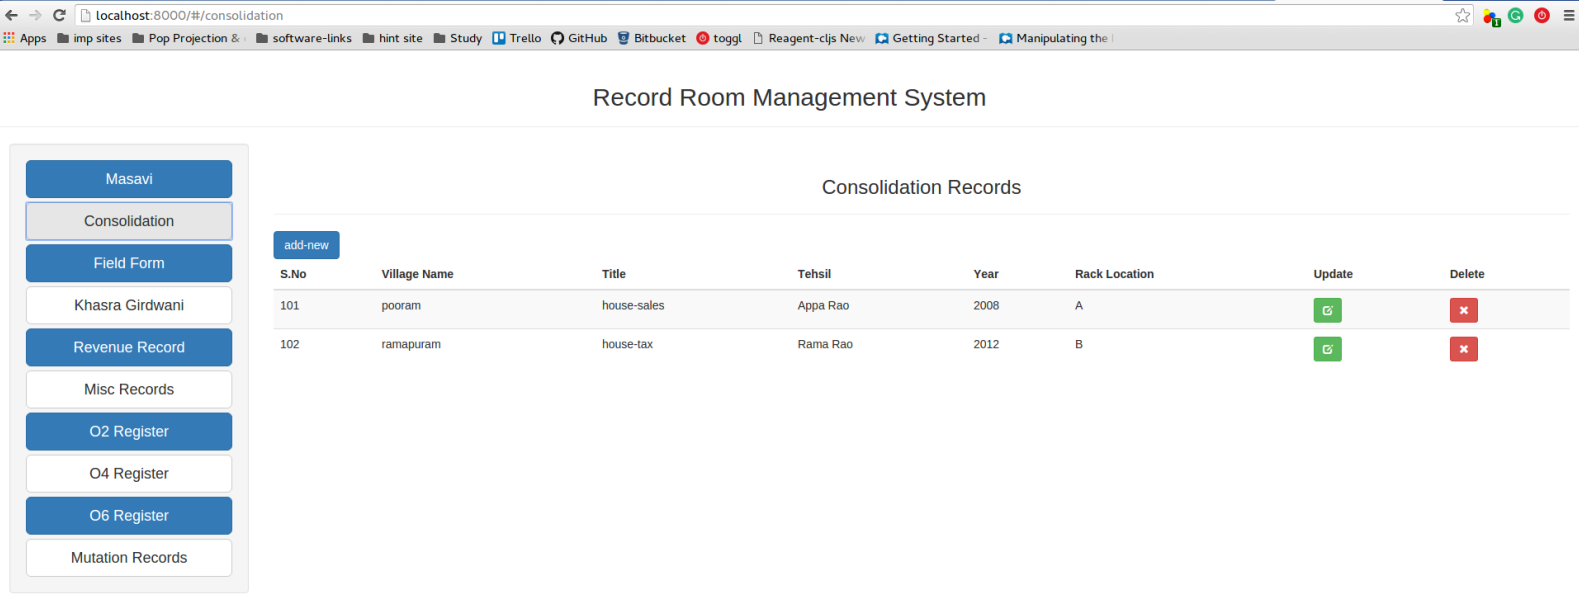 localhost:8000/#/consolidation
Apps imp sites Pop Projection & software-links hint site Study Trello GitHub Bitbucket toggl Reagent-cljs New Getting Started - Manipulating the
Record Room Management System
Masavi
Consolidation
Field Form
Khasra Girdwani
Revenue Record
Misc Records
O2 Register
O4 Register
O6 Register
Mutation Records
Consolidation Records
add-new
S.No Village Name Title Tehsil Year Rack Location Update Delete
101 pooram house-sales Appa Rao 2008 A
102 ramapuram house-tax Rama Rao 2012 B